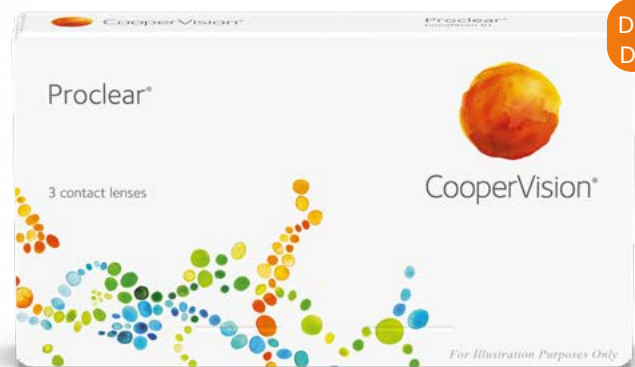 CooperVision®
Proclear®
D
D
Proclear®
CooperVision®
3 contact lenses
For Illustration Purposes Only